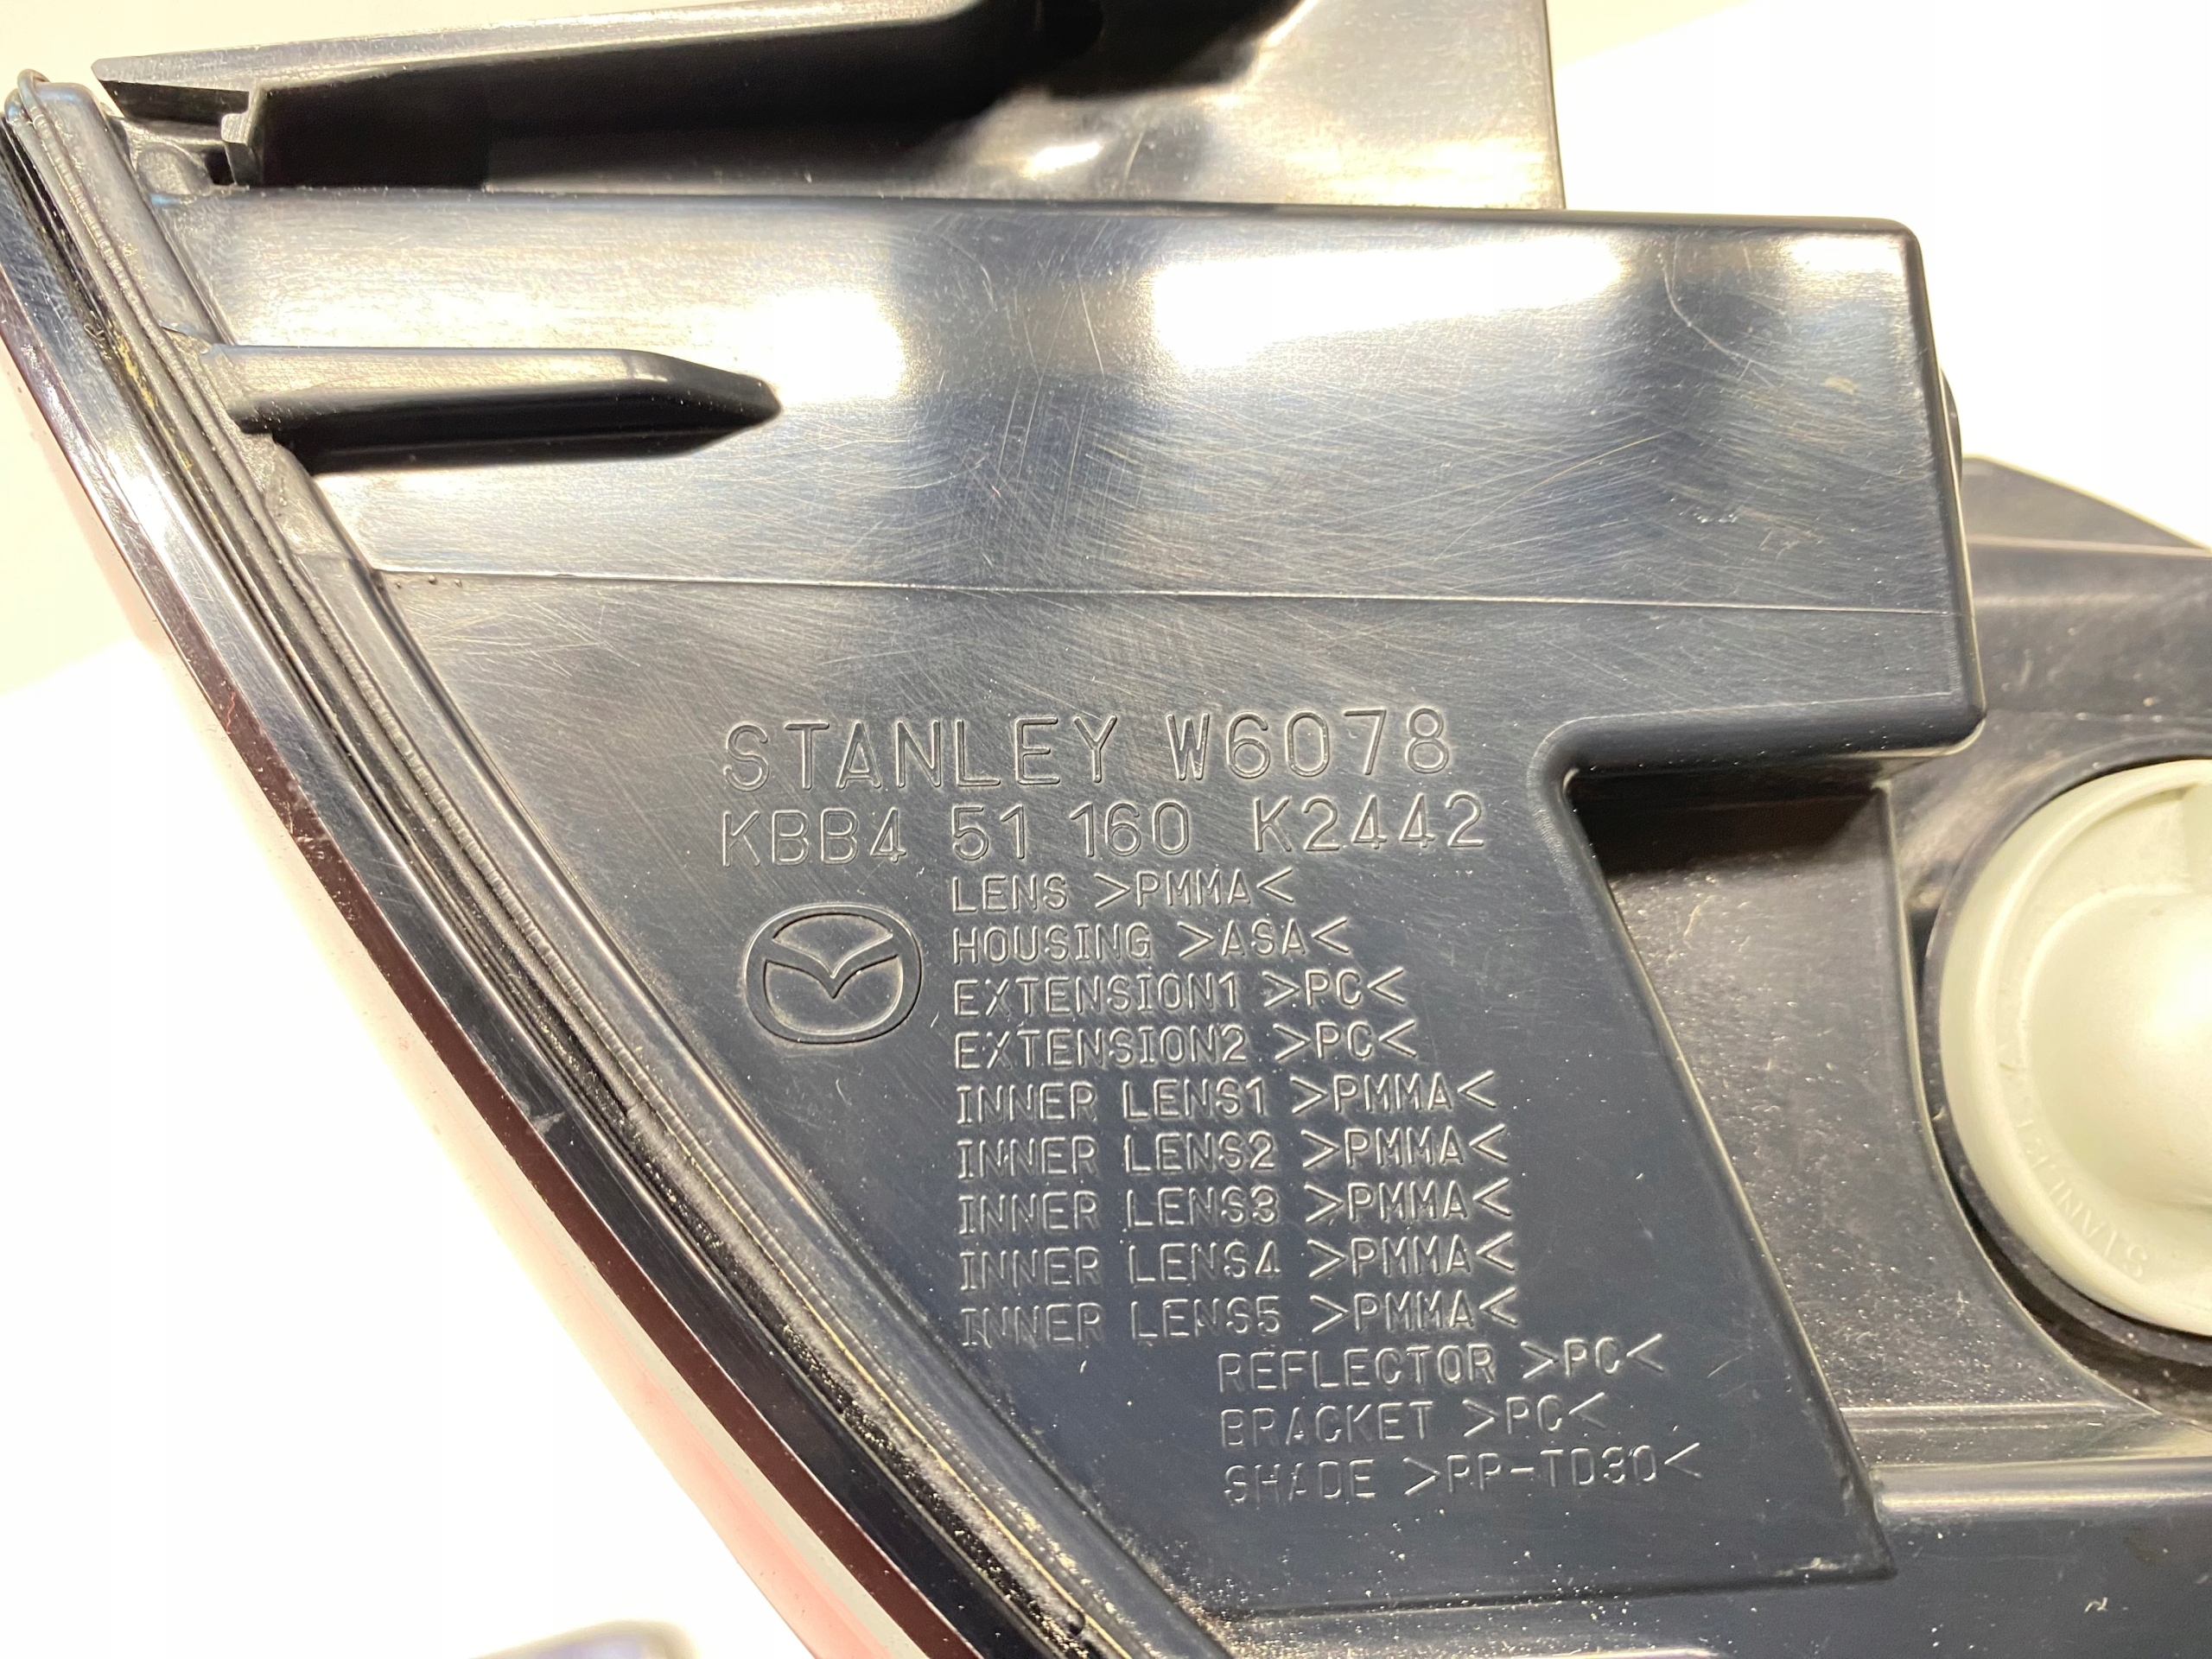 STANLEY W6078
KBB4 51 160 K2442
LENS >PMMA<
HOUSING >ASA<
EXTENSION1 >PC<
EXTENSION2 >PC<
INNER LENS1 >PMMA<
INNER LENS2 >PMMA<
INNER LENS3 >PMMA<
INNER LENS4 >PMMA<
INNER LENS5 >PMMA<
REFLECTOR >PC<
BRACKET >PC<
SHADE >PP-TD30<
STANLEY